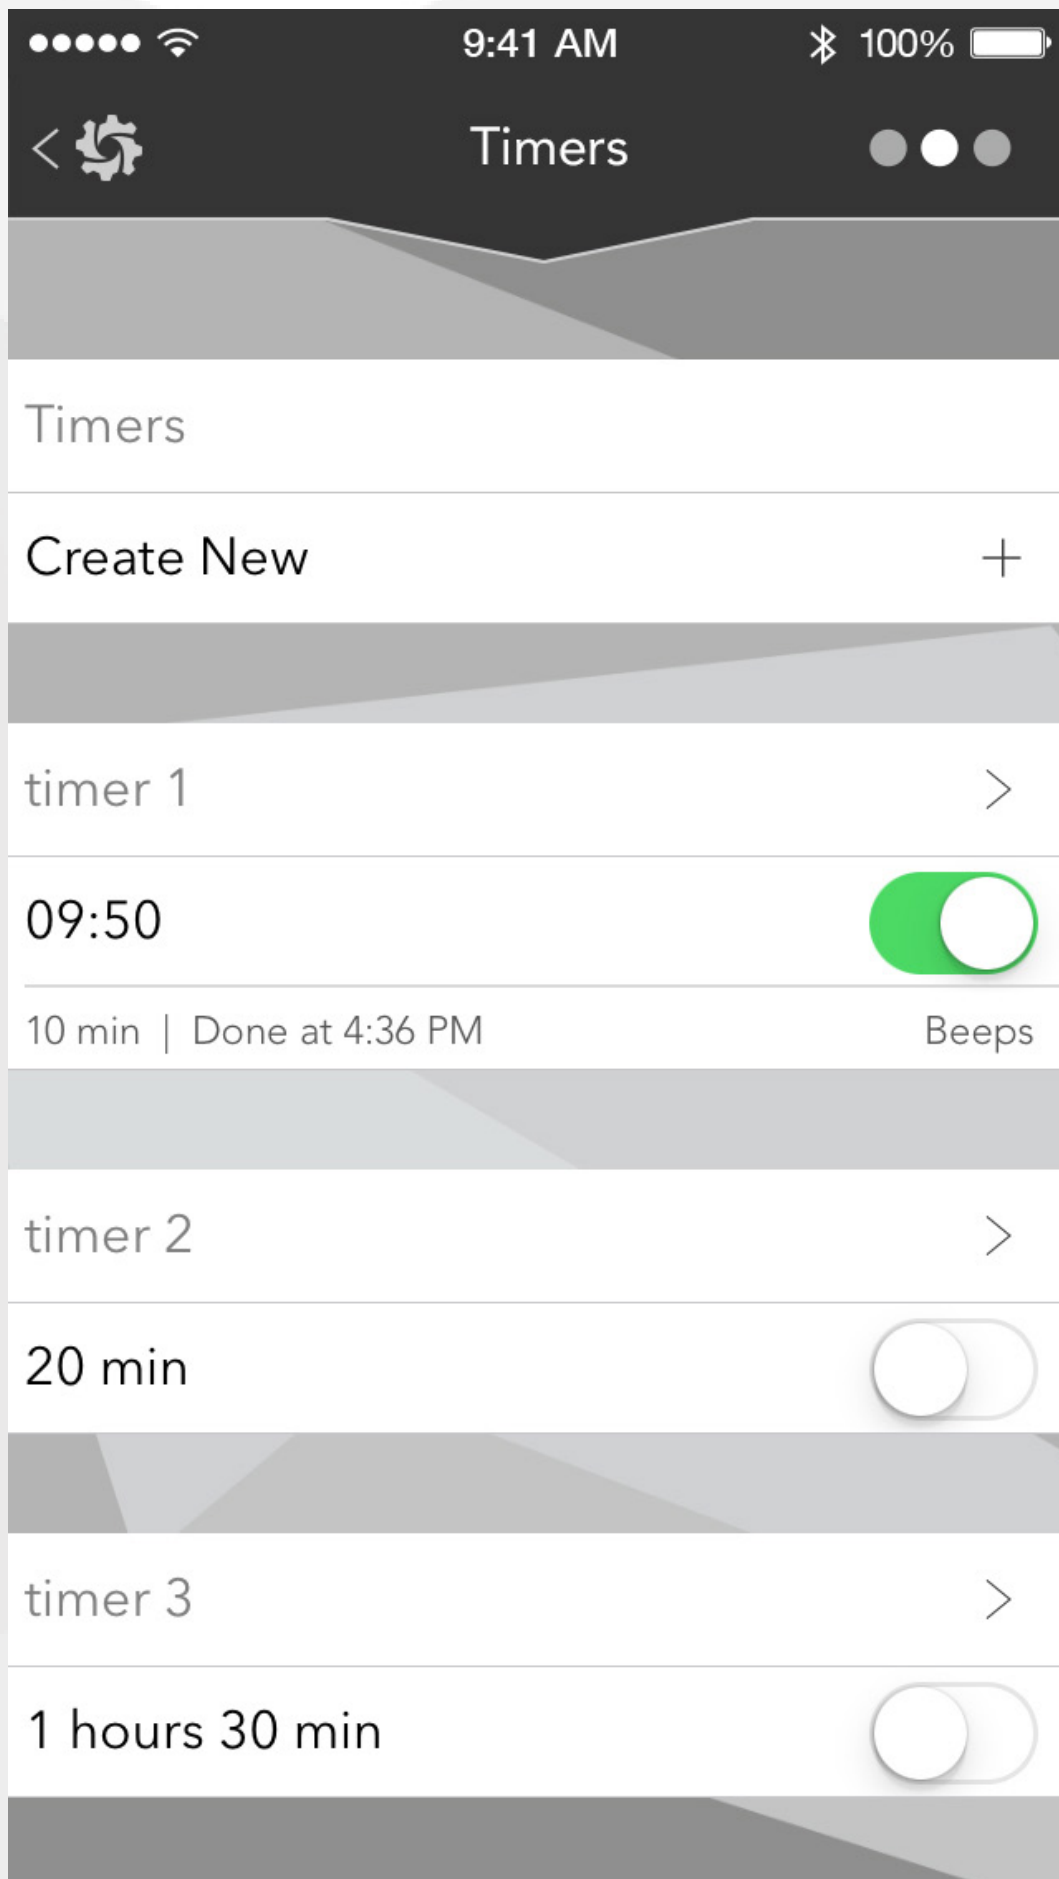 9:41 AM 100%
Timers
Timers
Create New
timer 1
09:50
10 min | Done at 4:36 PM Beeps
timer 2
20 min
timer 3
1 hours 30 min